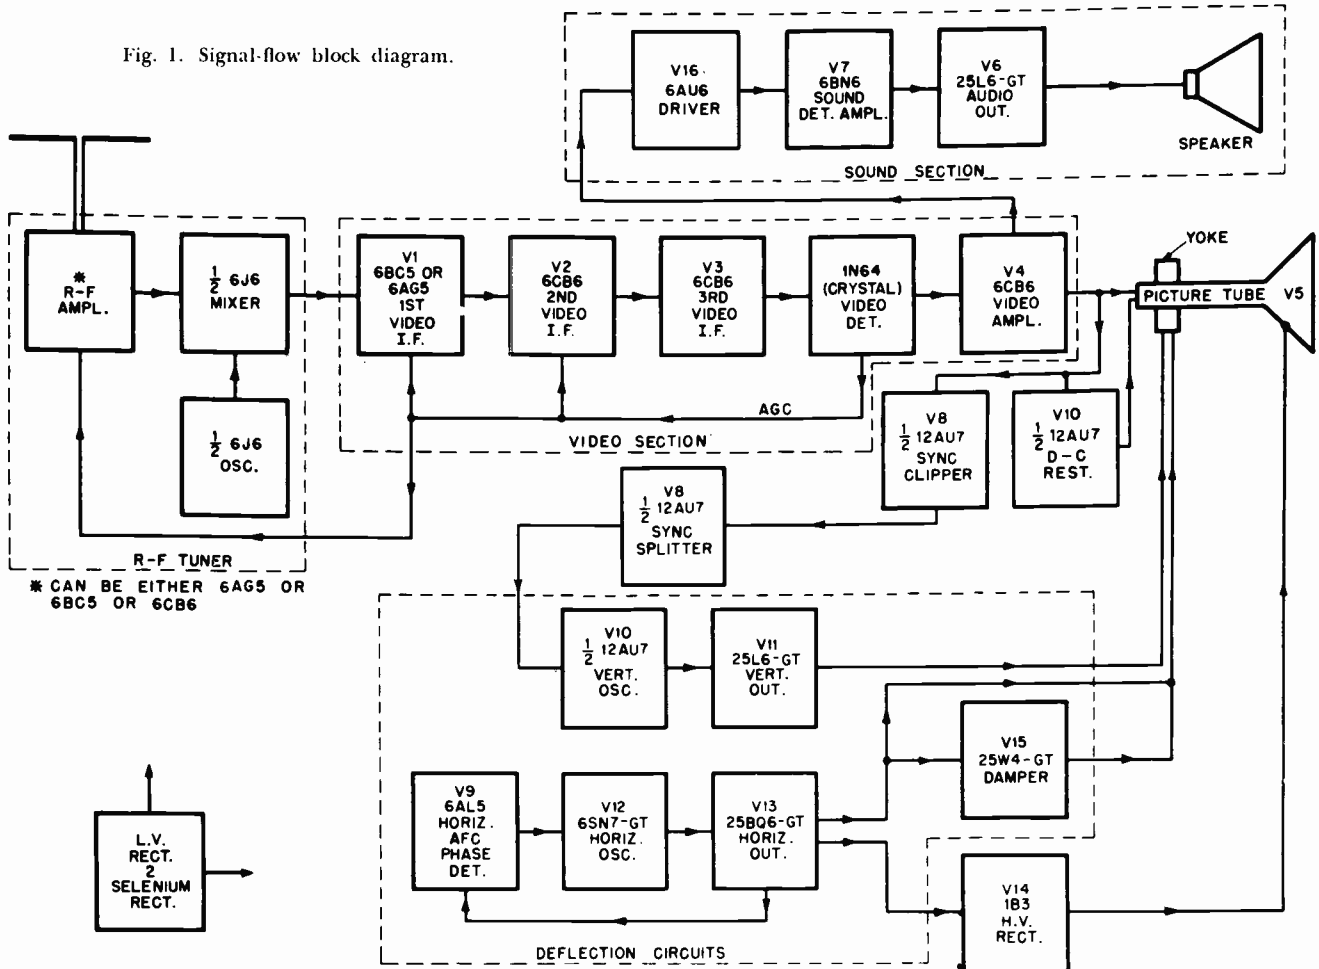 Fig. 1. Signal-flow block diagram.
V16
6AU6
DRIVER
V7
6BN6
SOUND
DET. AMPL.
V6
25L6-GT
AUDIO
OUT.
SPEAKER
SOUND SECTION
*
R-F
AMPL.
1/2 6J6
MIXER
1/2 6J6
OSC.
R-F TUNER
* CAN BE EITHER 6AG5 OR
6BC5 OR 6CB6
V1
6BC5 OR
6AG5
1ST
VIDEO
I.F.
V2
6CB6
2ND
VIDEO
I.F.
V3
6CB6
3RD
VIDEO
I.F.
1N64
(CRYSTAL)
VIDEO
DET.
V4
6CB6
VIDEO
AMPL.
AGC
VIDEO SECTION
YOKE
PICTURE TUBE V5
V8
1/2 12AU7
SYNC
CLIPPER
V10
1/2 12AU7
D-C
REST.
V8
1/2 12AU7
SYNC
SPLITTER
V10
1/2 12AU7
VERT.
OSC.
V11
25L6-GT
VERT.
OUT.
V15
25W4-GT
DAMPER
V9
6AL5
HORIZ.
AFC
PHASE
DET.
V12
6SN7-GT
HORIZ.
OSC.
V13
25BQ6-GT
HORIZ.
OUT.
V14
1B3
H.V.
RECT.
DEFLECTION CIRCUITS
L.V.
RECT.
2
SELENIUM
RECT.